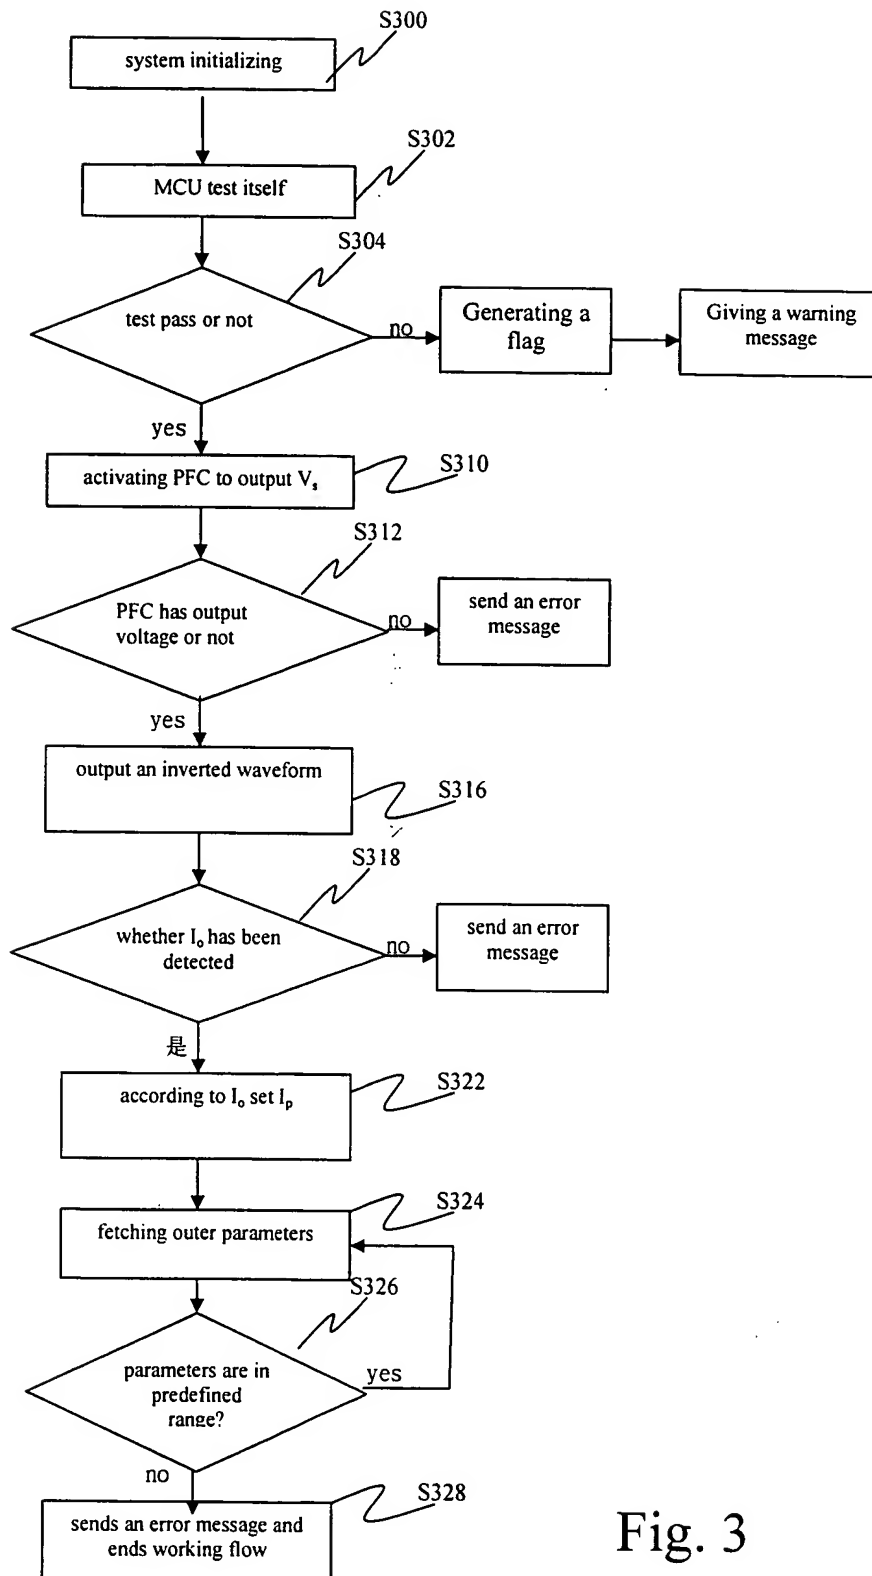 S300
system initializing
S302
MCU test itself
S304
test pass or not
no
Generating a
flag
Giving a warning
message
yes
S310
activating PFC to output Vs
S312
PFC has output
voltage or not
no
send an error
message
yes
output an inverted waveform
S316
S318
whether Io has been
detected
no
send an error
message
是
according to Io set Ip
S322
S324
fetching outer parameters
S326
parameters are in
predefined
range?
yes
no
S328
sends an error message and
ends working flow
Fig. 3